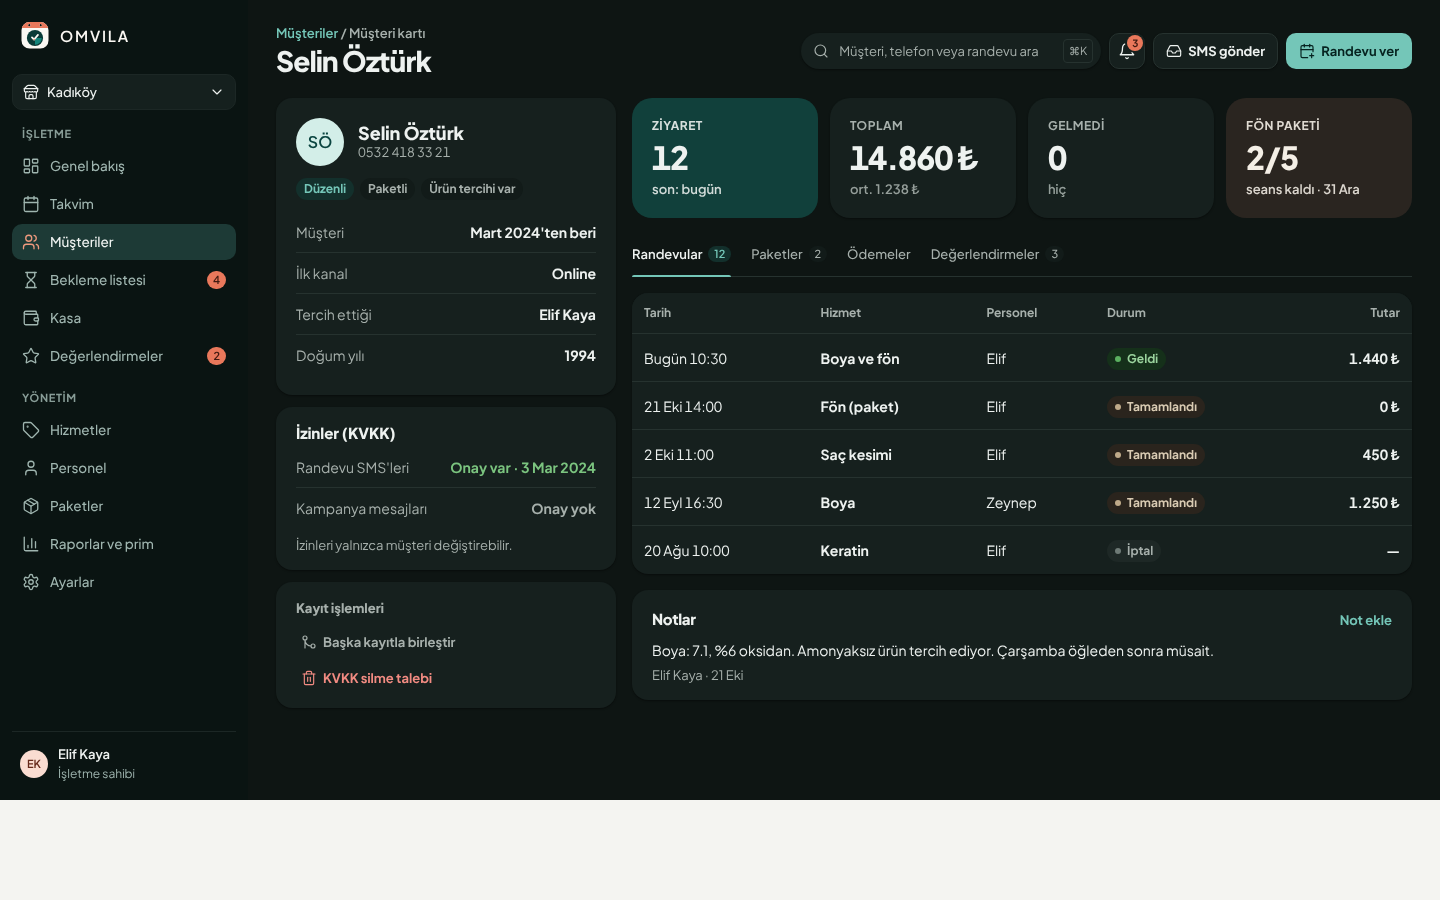 OMVILA
Kadıköy
İŞLETME
Genel bakış
Takvim
Müşteriler
Bekleme listesi 4
Kasa
Değerlendirmeler 2
YÖNETİM
Hizmetler
Personel
Paketler
Raporlar ve prim
Ayarlar
EK
Elif Kaya
İşletme sahibi
Müşteriler / Müşteri kartı
Selin Öztürk
Müşteri, telefon veya randevu ara ⌘K
3
SMS gönder
Randevu ver
SÖ
Selin Öztürk
0532 418 33 21
Düzenli Paketli Ürün tercihi var
Müşteri Mart 2024'ten beri
İlk kanal Online
Tercih ettiği Elif Kaya
Doğum yılı 1994
İzinler (KVKK)
Randevu SMS'leri Onay var · 3 Mar 2024
Kampanya mesajları Onay yok
İzinleri yalnızca müşteri değiştirebilir.
Kayıt işlemleri
Başka kayıtla birleştir
KVKK silme talebi
ZİYARET
12
son: bugün
TOPLAM
14.860 ₺
ort. 1.238 ₺
GELMEDİ
0
hiç
FÖN PAKETİ
2/5
seans kaldı · 31 Ara
Randevular 12 Paketler 2 Ödemeler Değerlendirmeler 3
Tarih Hizmet Personel Durum Tutar
Bugün 10:30 Boya ve fön Elif Geldi 1.440 ₺
21 Eki 14:00 Fön (paket) Elif Tamamlandı 0 ₺
2 Eki 11:00 Saç kesimi Elif Tamamlandı 450 ₺
12 Eyl 16:30 Boya Zeynep Tamamlandı 1.250 ₺
20 Ağu 10:00 Keratin Elif İptal —
Notlar Not ekle
Boya: 7.1, %6 oksidan. Amonyaksız ürün tercih ediyor. Çarşamba öğleden sonra müsait.
Elif Kaya · 21 Eki